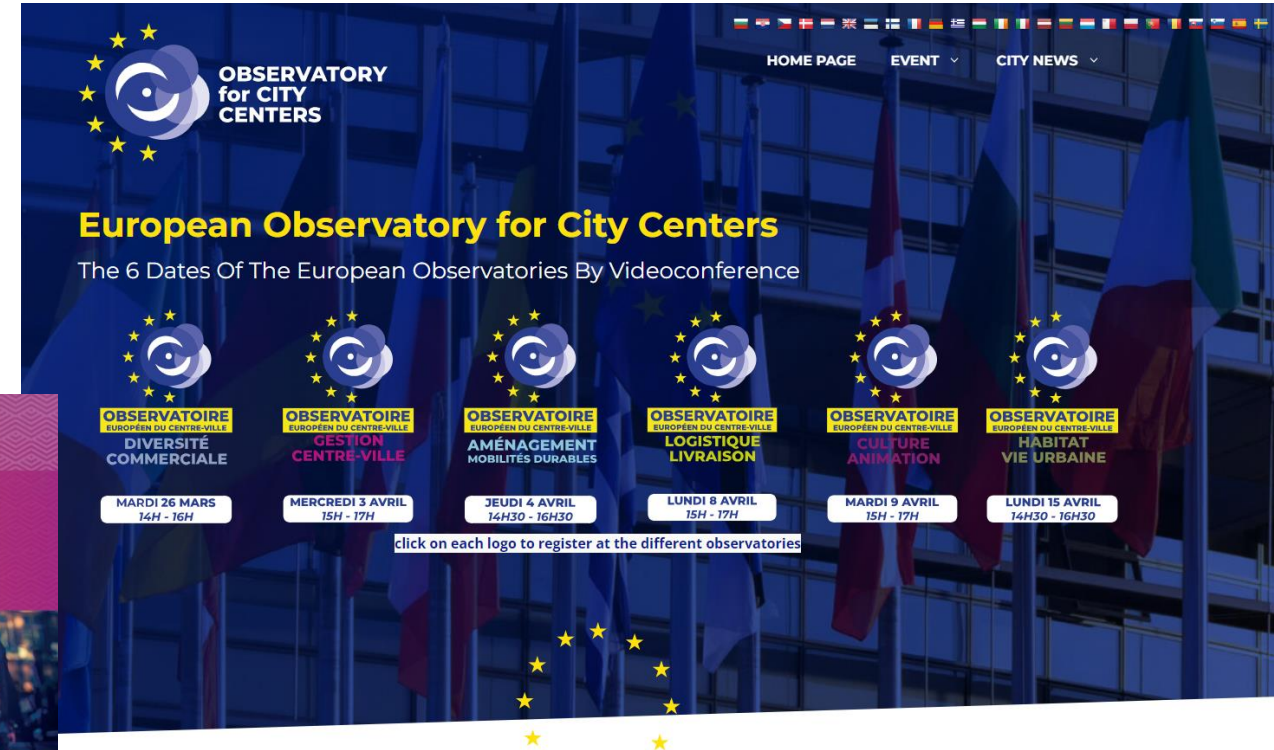 OBSERVATORY
for CITY
CENTERS
HOME PAGE EVENT CITY NEWS
European Observatory for City Centers
The 6 Dates Of The European Observatories By Videoconference
OBSERVATOIRE
EUROPÉEN DU CENTRE-VILLE
DIVERSITÉ
COMMERCIALE
MARDI 26 MARS
14H - 16H
OBSERVATOIRE
EUROPÉEN DU CENTRE-VILLE
GESTION
CENTRE-VILLE
MERCREDI 3 AVRIL
15H - 17H
OBSERVATOIRE
EUROPÉEN DU CENTRE-VILLE
AMÉNAGEMENT
MOBILITÉS DURABLES
JEUDI 4 AVRIL
14H30 - 16H30
OBSERVATOIRE
EUROPÉEN DU CENTRE-VILLE
LOGISTIQUE
LIVRAISON
LUNDI 8 AVRIL
15H - 17H
OBSERVATOIRE
EUROPÉEN DU CENTRE-VILLE
CULTURE
ANIMATION
MARDI 9 AVRIL
15H - 17H
OBSERVATOIRE
EUROPÉEN DU CENTRE-VILLE
HABITAT
VIE URBAINE
LUNDI 15 AVRIL
14H30 - 16H30
click on each logo to register at the different observatories